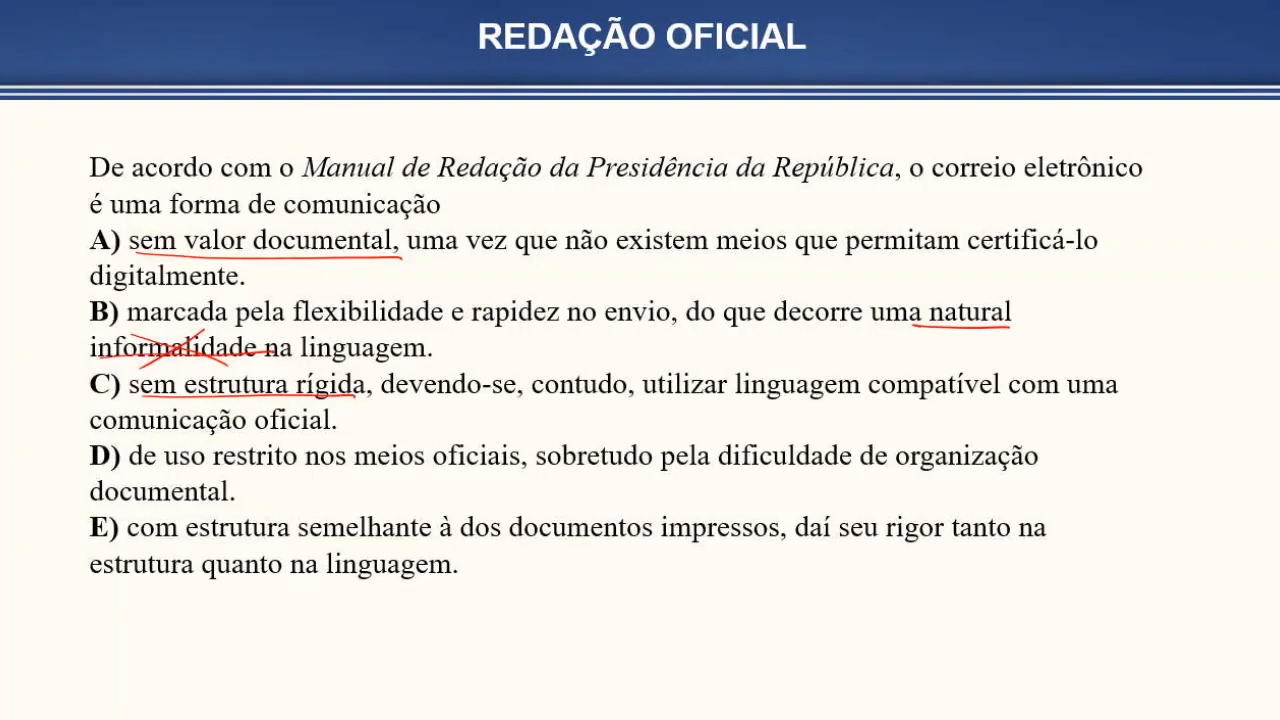 REDAÇÃO OFICIAL
De acordo com o Manual de Redação da Presidência da República, o correio eletrônico
é uma forma de comunicação
A) sem valor documental, uma vez que não existem meios que permitam certificá-lo
digitalmente.
B) marcada pela flexibilidade e rapidez no envio, do que decorre uma natural
informalidade na linguagem.
C) sem estrutura rígida, devendo-se, contudo, utilizar linguagem compatível com uma
comunicação oficial.
D) de uso restrito nos meios oficiais, sobretudo pela dificuldade de organização
documental.
E) com estrutura semelhante à dos documentos impressos, daí seu rigor tanto na
estrutura quanto na linguagem.